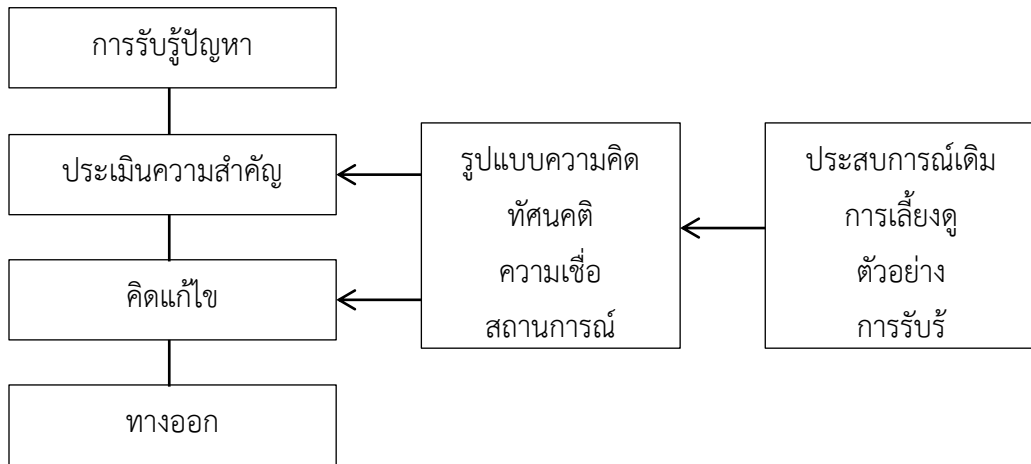 การรับรู้ปัญหา
ประเมินความสำคัญ
คิดแก้ไข
ทางออก
รูปแบบความคิด
ทัศนคติ
ความเชื่อ
สถานการณ์
ประสบการณ์เดิม
การเลี้ยงดู
ตัวอย่าง
การรับรู้